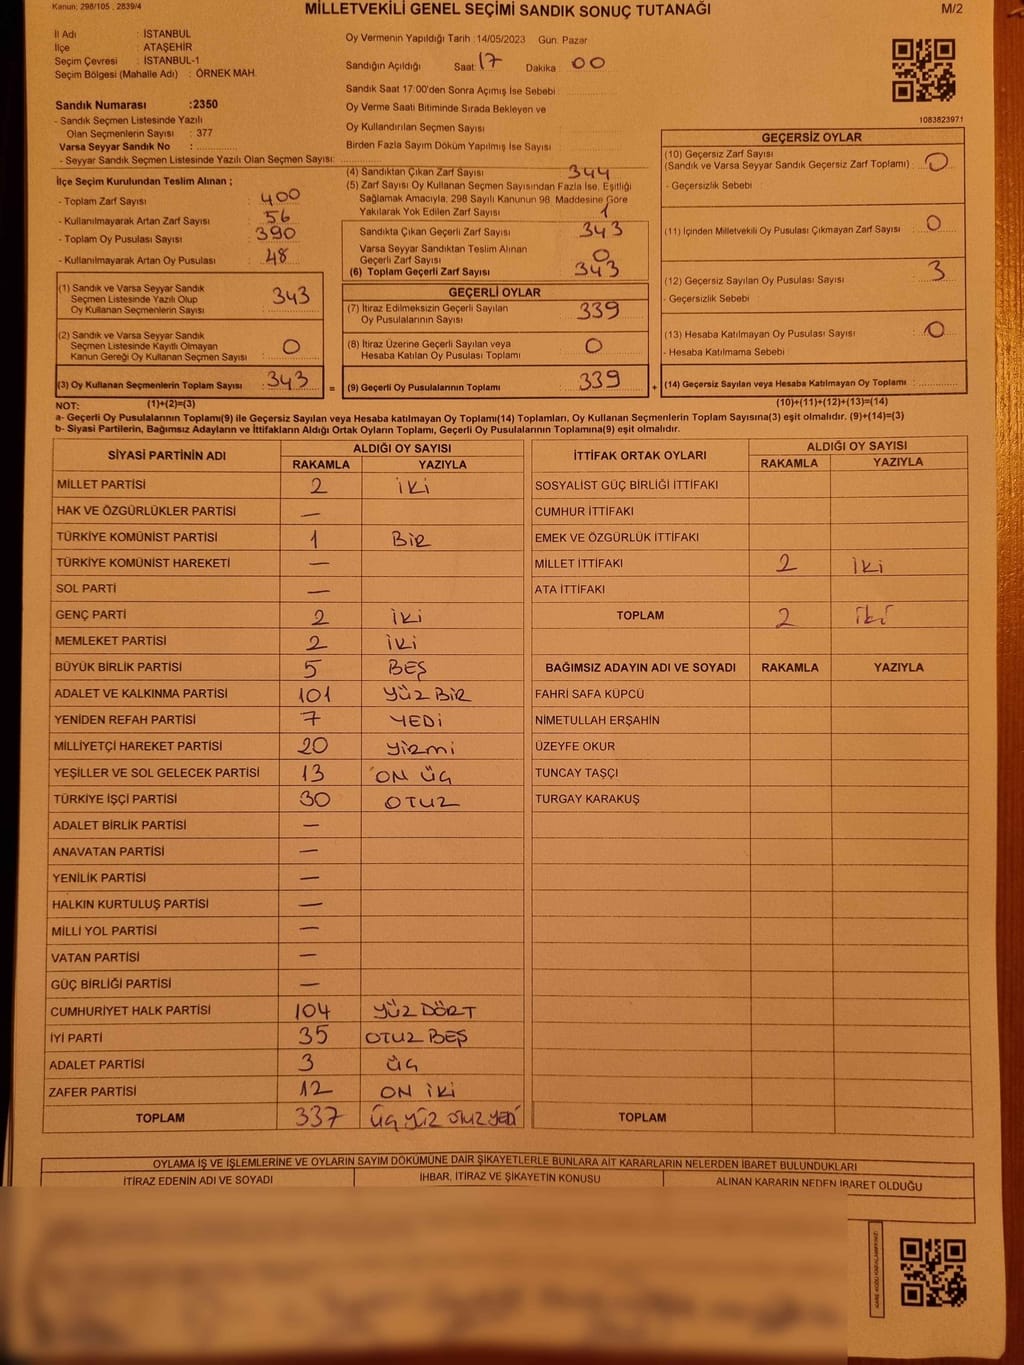 Kanun: 298/105 , 2839/4
MİLLETVEKİLİ GENEL SEÇİMİ SANDIK SONUÇ TUTANAĞI
M/2
İl Adı : İSTANBUL
İlçe : ATAŞEHİR
Seçim Çevresi : İSTANBUL-1
Seçim Bölgesi (Mahalle Adı) : ÖRNEK MAH.
Sandık Numarası :2350
- Sandık Seçmen Listesinde Yazılı
Olan Seçmenlerin Sayısı : 377
Varsa Seyyar Sandık No :
- Seyyar Sandık Seçmen Listesinde Yazılı Olan Seçmen Sayısı:
Oy Vermenin Yapıldığı Tarih :14/05/2023 Gün: Pazar
Sandığın Açıldığı Saat 17 Dakika 00
Sandık Saat 17:00'den Sonra Açımış İse Sebebi
Oy Verme Saati Bitiminde Sırada Bekleyen ve
Oy Kullandırılan Seçmen Sayısı
Birden Fazla Sayım Döküm Yapılmış İse Sayısı
1083823971
İlçe Seçim Kurulundan Teslim Alınan ;
- Toplam Zarf Sayısı : 400
- Kullanılmayarak Artan Zarf Sayısı : 56
- Toplam Oy Pusulası Sayısı : 390
- Kullanılmayarak Artan Oy Pusulası : 48
(4) Sandıktan Çıkan Zarf Sayısı 344
(5) Zarf Sayısı Oy Kullanan Seçmen Sayısından Fazla İse, Eşitliği
Sağlamak Amacıyla, 298 Sayılı Kanunun 98. Maddesine Göre
Yakılarak Yok Edilen Zarf Sayısı 1
Sandıkta Çıkan Geçerli Zarf Sayısı 343
Varsa Seyyar Sandıktan Teslim Alınan
Geçerli Zarf Sayısı 0
(6) Toplam Geçerli Zarf Sayısı 343
GEÇERSİZ OYLAR
(10) Geçersiz Zarf Sayısı
(Sandık ve Varsa Seyyar Sandık Geçersiz Zarf Toplamı) 0
- Geçersizlik Sebebi :
(11) İçinden Milletvekili Oy Pusulası Çıkmayan Zarf Sayısı 0
(12) Geçersiz Sayılan Oy Pusulası Sayısı 3
- Geçersizlik Sebebi :
(13) Hesaba Katılmayan Oy Pusulası Sayısı 0
- Hesaba Katılmama Sebebi
(14) Geçersiz Sayılan veya Hesaba Katılmayan Oy Toplamı :
(1) Sandık ve Varsa Seyyar Sandık
Seçmen Listesinde Yazılı Olup
Oy Kullanan Seçmenlerin Sayısı 343
(2) Sandık ve Varsa Seyyar Sandık
Seçmen Listesinde Kayıtlı Olmayan
Kanun Gereği Oy Kullanan Seçmen Sayısı 0
(3) Oy Kullanan Seçmenlerin Toplam Sayısı 343 =
GEÇERLİ OYLAR
(7) İtiraz Edilmeksizin Geçerli Sayılan
Oy Pusulalarının Sayısı 339
(8) İtiraz Üzerine Geçerli Sayılan veya
Hesaba Katılan Oy Pusulası Toplamı 0
(9) Geçerli Oy Pusulalarının Toplamı 339 +
NOT: (1)+(2)=(3) (10)+(11)+(12)+(13)=(14)
a- Geçerli Oy Pusulalarının Toplamı(9) ile Geçersiz Sayılan veya Hesaba katılmayan Oy Toplamı(14) Toplamları, Oy Kullanan Seçmenlerin Toplam Sayısına(3) eşit olmalıdır. (9)+(14)=(3)
b- Siyasi Partilerin, Bağımsız Adayların ve İttifakların Aldığı Ortak Oyların Toplamı, Geçerli Oy Pusulalarının Toplamına(9) eşit olmalıdır.
SİYASİ PARTİNİN ADI ALDIĞI OY SAYISI
RAKAMLA YAZIYLA
MİLLET PARTİSİ 2 İKİ
HAK VE ÖZGÜRLÜKLER PARTİSİ —
TÜRKİYE KOMÜNİST PARTİSİ 1 BİR
TÜRKİYE KOMÜNİST HAREKETİ —
SOL PARTİ —
GENÇ PARTİ 2 İKİ
MEMLEKET PARTİSİ 2 İKİ
BÜYÜK BİRLİK PARTİSİ 5 BEŞ
ADALET VE KALKINMA PARTİSİ 101 YÜZ BİR
YENİDEN REFAH PARTİSİ 7 YEDİ
MİLLİYETÇİ HAREKET PARTİSİ 20 YİRMİ
YEŞİLLER VE SOL GELECEK PARTİSİ 13 ON ÜÇ
TÜRKİYE İŞÇİ PARTİSİ 30 OTUZ
ADALET BİRLİK PARTİSİ —
ANAVATAN PARTİSİ —
YENİLİK PARTİSİ —
HALKIN KURTULUŞ PARTİSİ —
MİLLİ YOL PARTİSİ —
VATAN PARTİSİ —
GÜÇ BİRLİĞİ PARTİSİ —
CUMHURİYET HALK PARTİSİ 104 YÜZ DÖRT
İYİ PARTİ 35 OTUZ BEŞ
ADALET PARTİSİ 3 ÜÇ
ZAFER PARTİSİ 12 ON İKİ
TOPLAM 337 ÜÇ YÜZ OTUZ YEDİ
İTTİFAK ORTAK OYLARI ALDIĞI OY SAYISI
RAKAMLA YAZIYLA
SOSYALİST GÜÇ BİRLİĞİ İTTİFAKI
CUMHUR İTTİFAKI
EMEK VE ÖZGÜRLÜK İTTİFAKI
MİLLET İTTİFAKI 2 İKİ
ATA İTTİFAKI
TOPLAM 2 İKİ
BAĞIMSIZ ADAYIN ADI VE SOYADI RAKAMLA YAZIYLA
FAHRİ SAFA KÜPCÜ
NİMETULLAH ERŞAHİN
ÜZEYFE OKUR
TUNCAY TAŞÇI
TURGAY KARAKUŞ
TOPLAM
OYLAMA İŞ VE İŞLEMLERİNE VE OYLARIN SAYIM DÖKÜMÜNE DAİR ŞİKAYETLERLE BUNLARA AİT KARARLARIN NELERDEN İBARET BULUNDUKLARI
İTİRAZ EDENİN ADI VE SOYADI İHBAR, İTİRAZ VE ŞİKAYETİN KONUSU ALINAN KARARIN NEDEN İBARET OLDUĞU